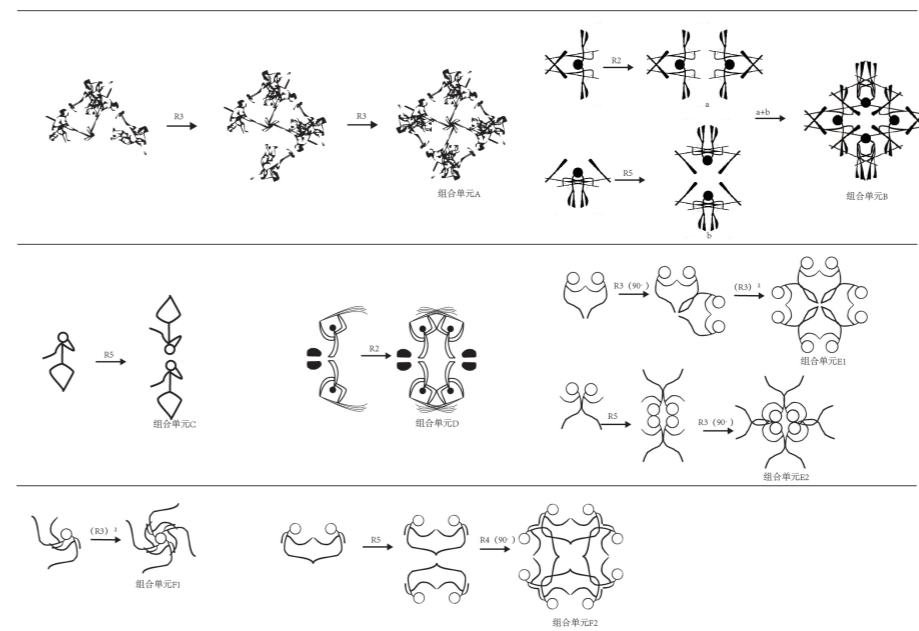 R3
R3
组合单元A
R2
a
R5
b
a+b
组合单元B
R5
组合单元C
R2
组合单元D
R3（90°）
（R3）²
组合单元E1
R5
R3（90°）
组合单元E2
（R3）²
组合单元F1
R5
R4（90°）
组合单元F2